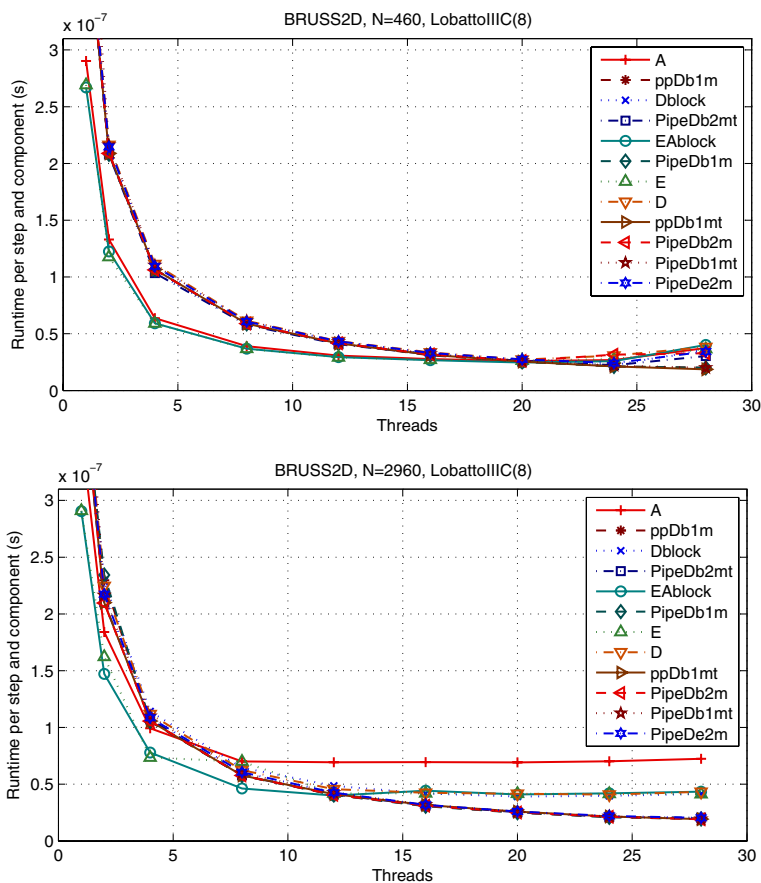 BRUSS2D, N=460, LobattoIIIC(8)
x 10^-7
3
2.5
2
1.5
1
0.5
0
Runtime per step and component (s)
0
5
10
15
20
25
30
Threads
A
ppDb1m
Dblock
PipeDb2mt
EAblock
PipeDb1m
E
D
ppDb1mt
PipeDb2m
PipeDb1mt
PipeDe2m
BRUSS2D, N=2960, LobattoIIIC(8)
x 10^-7
3
2.5
2
1.5
1
0.5
0
Runtime per step and component (s)
0
5
10
15
20
25
30
Threads
A
ppDb1m
Dblock
PipeDb2mt
EAblock
PipeDb1m
E
D
ppDb1mt
PipeDb2m
PipeDb1mt
PipeDe2m